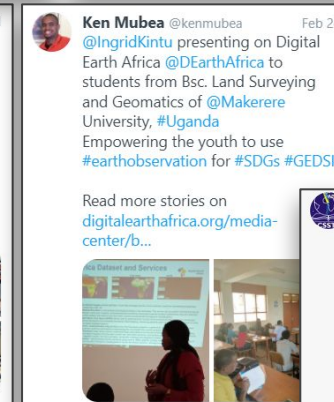 Ken Mubea @kenmubea
Feb 2
@IngridKintu presenting on Digital
Earth Africa @DEarthAfrica to
students from Bsc. Land Surveying
and Geomatics of @Makerere
University, #Uganda
Empowering the youth to use
#earthobservation for #SDGs #GEDSI
Read more stories on
digitalearthafrica.org/media-
center/b...
ice Dataset and Services